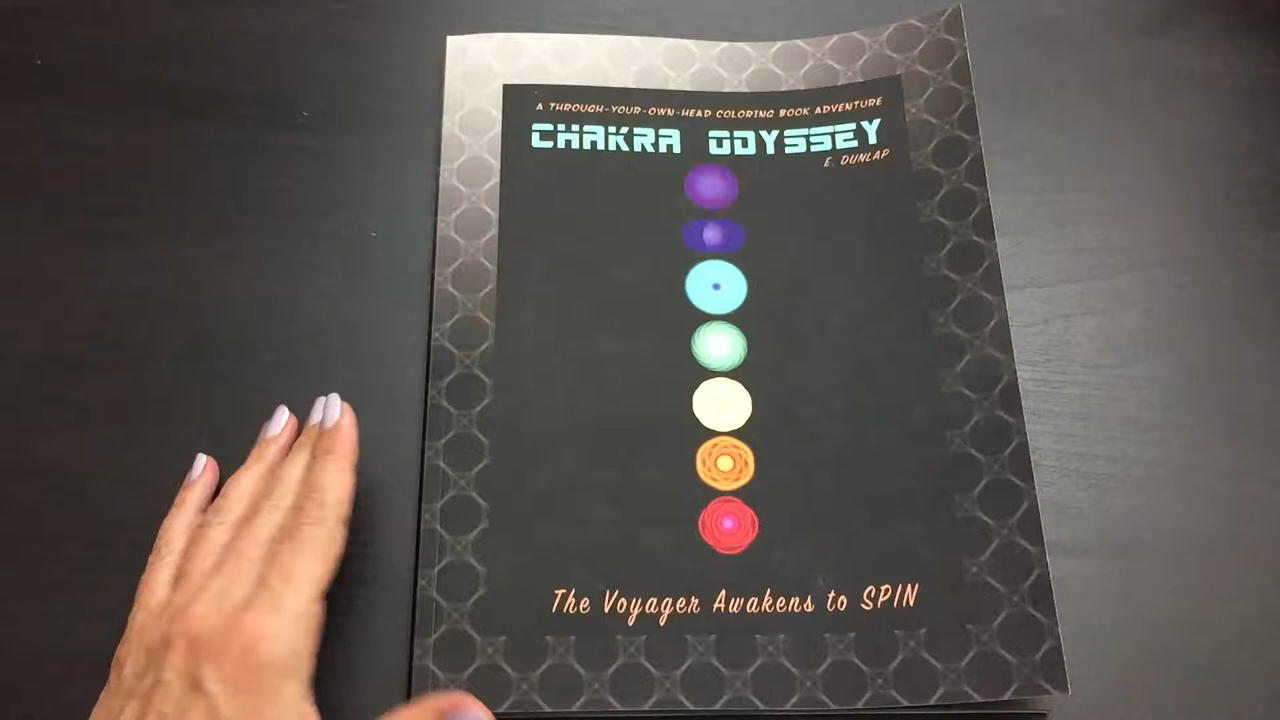 A THROUGH-YOUR-OWN-HEAD COLORING BOOK ADVENTURE
CHAKRA ODYSSEY
E. DUNLAP
The Voyager Awakens to SPIN